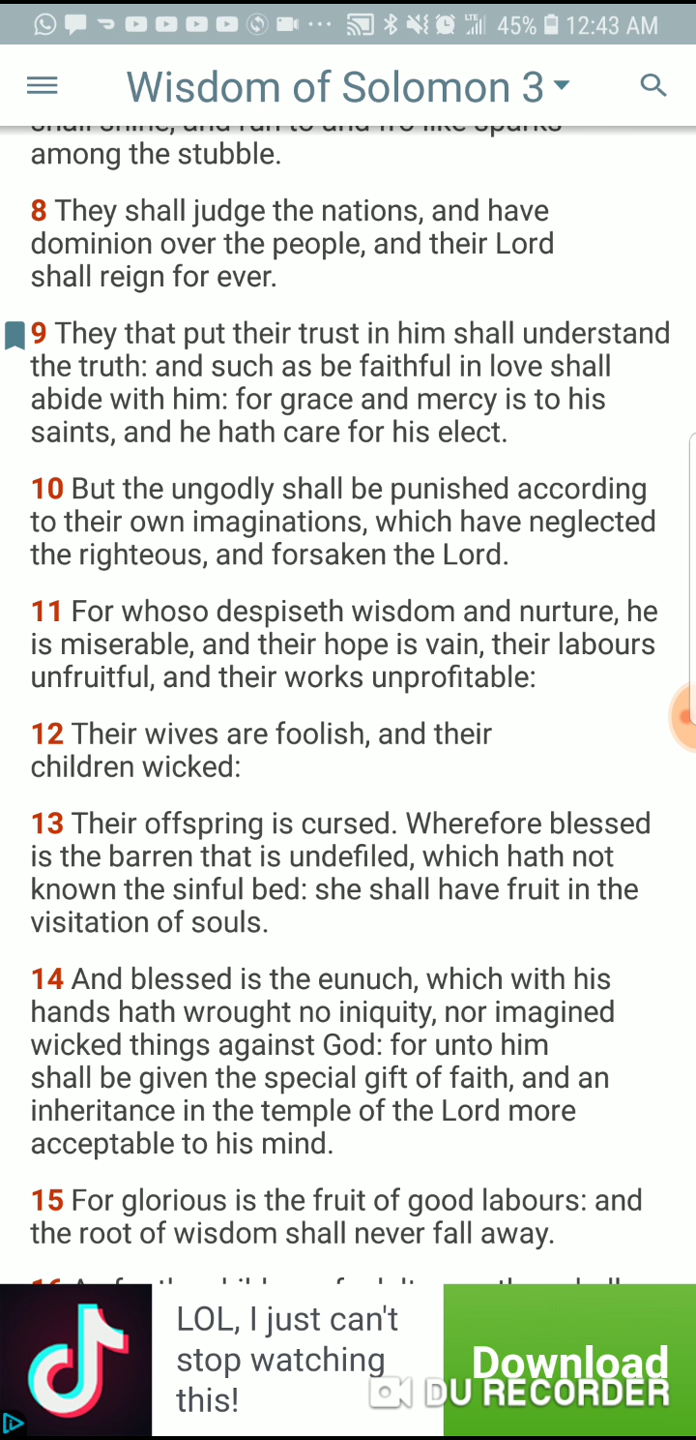 45% 12:43 AM
Wisdom of Solomon 3
among the stubble.
8 They shall judge the nations, and have
dominion over the people, and their Lord
shall reign for ever.
9 They that put their trust in him shall understand
the truth: and such as be faithful in love shall
abide with him: for grace and mercy is to his
saints, and he hath care for his elect.
10 But the ungodly shall be punished according
to their own imaginations, which have neglected
the righteous, and forsaken the Lord.
11 For whoso despiseth wisdom and nurture, he
is miserable, and their hope is vain, their labours
unfruitful, and their works unprofitable:
12 Their wives are foolish, and their
children wicked:
13 Their offspring is cursed. Wherefore blessed
is the barren that is undefiled, which hath not
known the sinful bed: she shall have fruit in the
visitation of souls.
14 And blessed is the eunuch, which with his
hands hath wrought no iniquity, nor imagined
wicked things against God: for unto him
shall be given the special gift of faith, and an
inheritance in the temple of the Lord more
acceptable to his mind.
15 For glorious is the fruit of good labours: and
the root of wisdom shall never fall away.
LOL, I just can't
stop watching
this!
Download
DU RECORDER